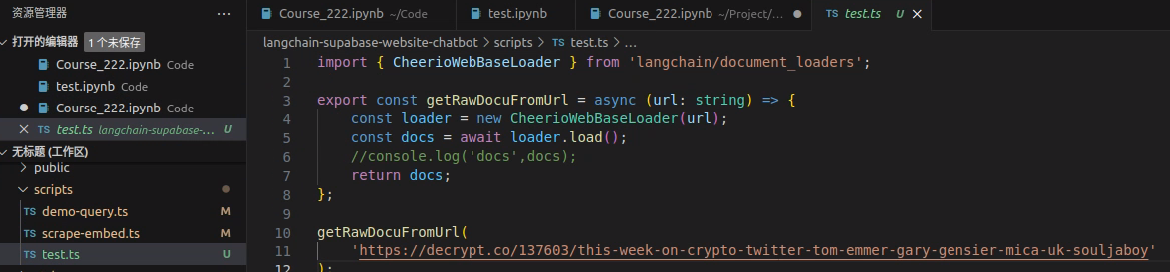 资源管理器 ...
打开的编辑器 1 个未保存
Course_222.ipynb Code
test.ipynb Code
Course_222.ipynb Code
TS test.ts langchain-supabase-... U
无标题 (工作区)
public
scripts
TS demo-query.ts M
TS scrape-embed.ts M
TS test.ts U
Course_222.ipynb ~/Code
test.ipynb
Course_222.ipynb ~/Project/...
TS test.ts U
langchain-supabase-website-chatbot > scripts > TS test.ts > ...
1 import { CheerioWebBaseLoader } from 'langchain/document_loaders';
2
3 export const getRawDocuFromUrl = async (url: string) => {
4 const loader = new CheerioWebBaseLoader(url);
5 const docs = await loader.load();
6 //console.log('docs',docs);
7 return docs;
8 };
9
10 getRawDocuFromUrl(
11 'https://decrypt.co/137603/this-week-on-crypto-twitter-tom-emmer-gary-gensier-mica-uk-souljaboy'
12 );